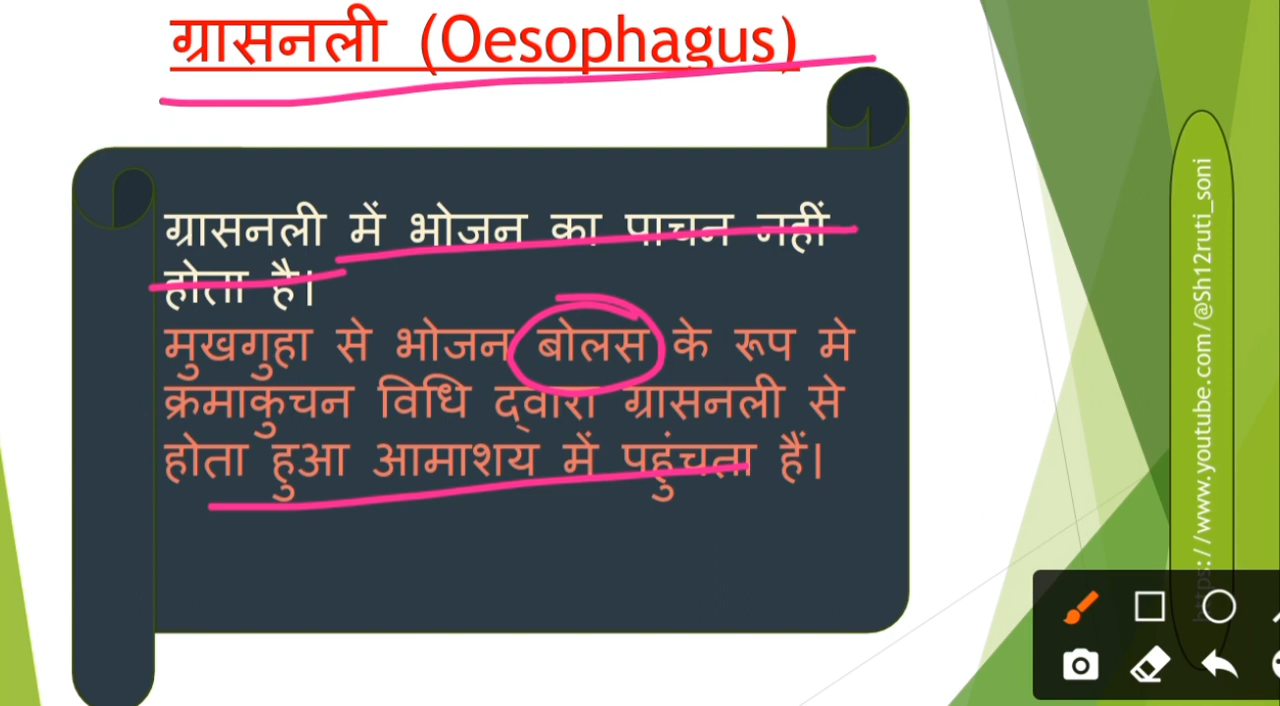 ग्रासनली (Oesophagus)
ग्रासनली में भोजन का पाचन नहीं
होता है।
मुखगुहा से भोजन बोलस के रूप मे
क्रमाकुचन विधि द्वारा ग्रासनली से
होता हुआ आमाशय में पहुंचता हैं।
https://www.youtube.com/@Sh12ruti_soni